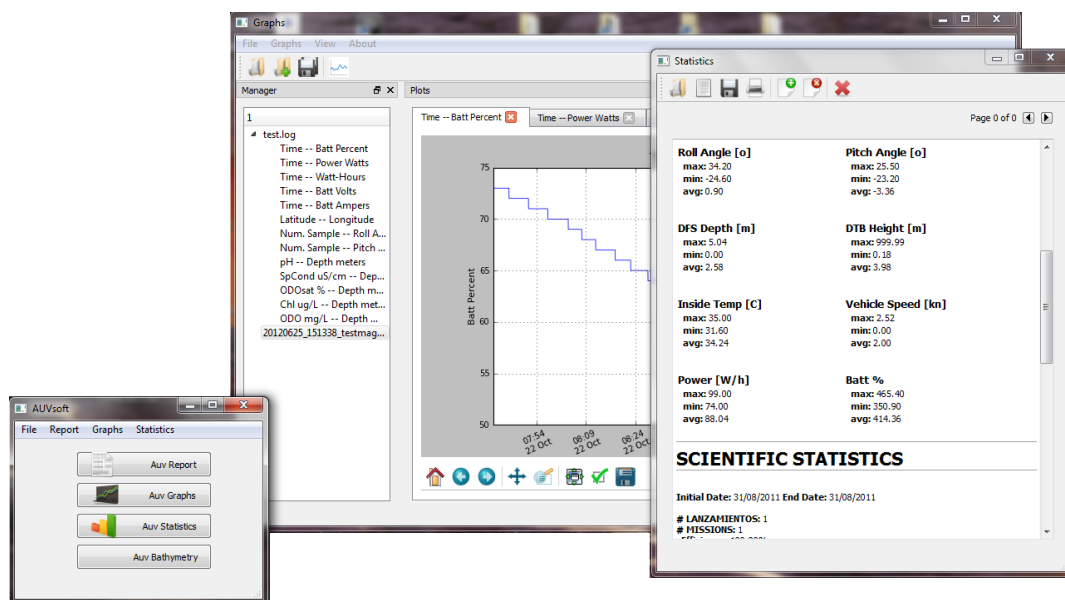 Graphs
File Graphs View About
Manager
Plots
1
test.log
Time -- Batt Percent
Time -- Power Watts
Time -- Watt-Hours
Time -- Batt Volts
Time -- Batt Ampers
Latitude -- Longitude
Num. Sample -- Roll A...
Num. Sample -- Pitch ...
pH -- Depth meters
SpCond uS/cm -- Dep...
ODOsat % -- Depth m...
Chl ug/L -- Depth met...
ODO mg/L -- Depth ...
20120625_151338_testmag...
Time -- Batt Percent
Time -- Power Watts
75
70
65
60
55
50
Batt Percent
07:54
22 Oct
08:09
22 Oct
08:24
22 Oct
Statistics
Page 0 of 0
Roll Angle [o] Pitch Angle [o]
max: 34.20 max: 25.50
min: -24.60 min: -23.20
avg: 0.90 avg: -3.36
DFS Depth [m] DTB Height [m]
max: 5.04 max: 999.99
min: 0.00 min: 0.18
avg: 2.58 avg: 3.98
Inside Temp [C] Vehicle Speed [kn]
max: 35.00 max: 2.52
min: 31.60 min: 0.00
avg: 34.24 avg: 2.00
Power [W/h] Batt %
max: 99.00 max: 465.40
min: 74.00 min: 350.90
avg: 88.04 avg: 414.36
SCIENTIFIC STATISTICS
Initial Date: 31/08/2011 End Date: 31/08/2011
# LANZAMIENTOS: 1
# MISSIONS: 1
AUVsoft
File Report Graphs Statistics
Auv Report
Auv Graphs
Auv Statistics
Auv Bathymetry